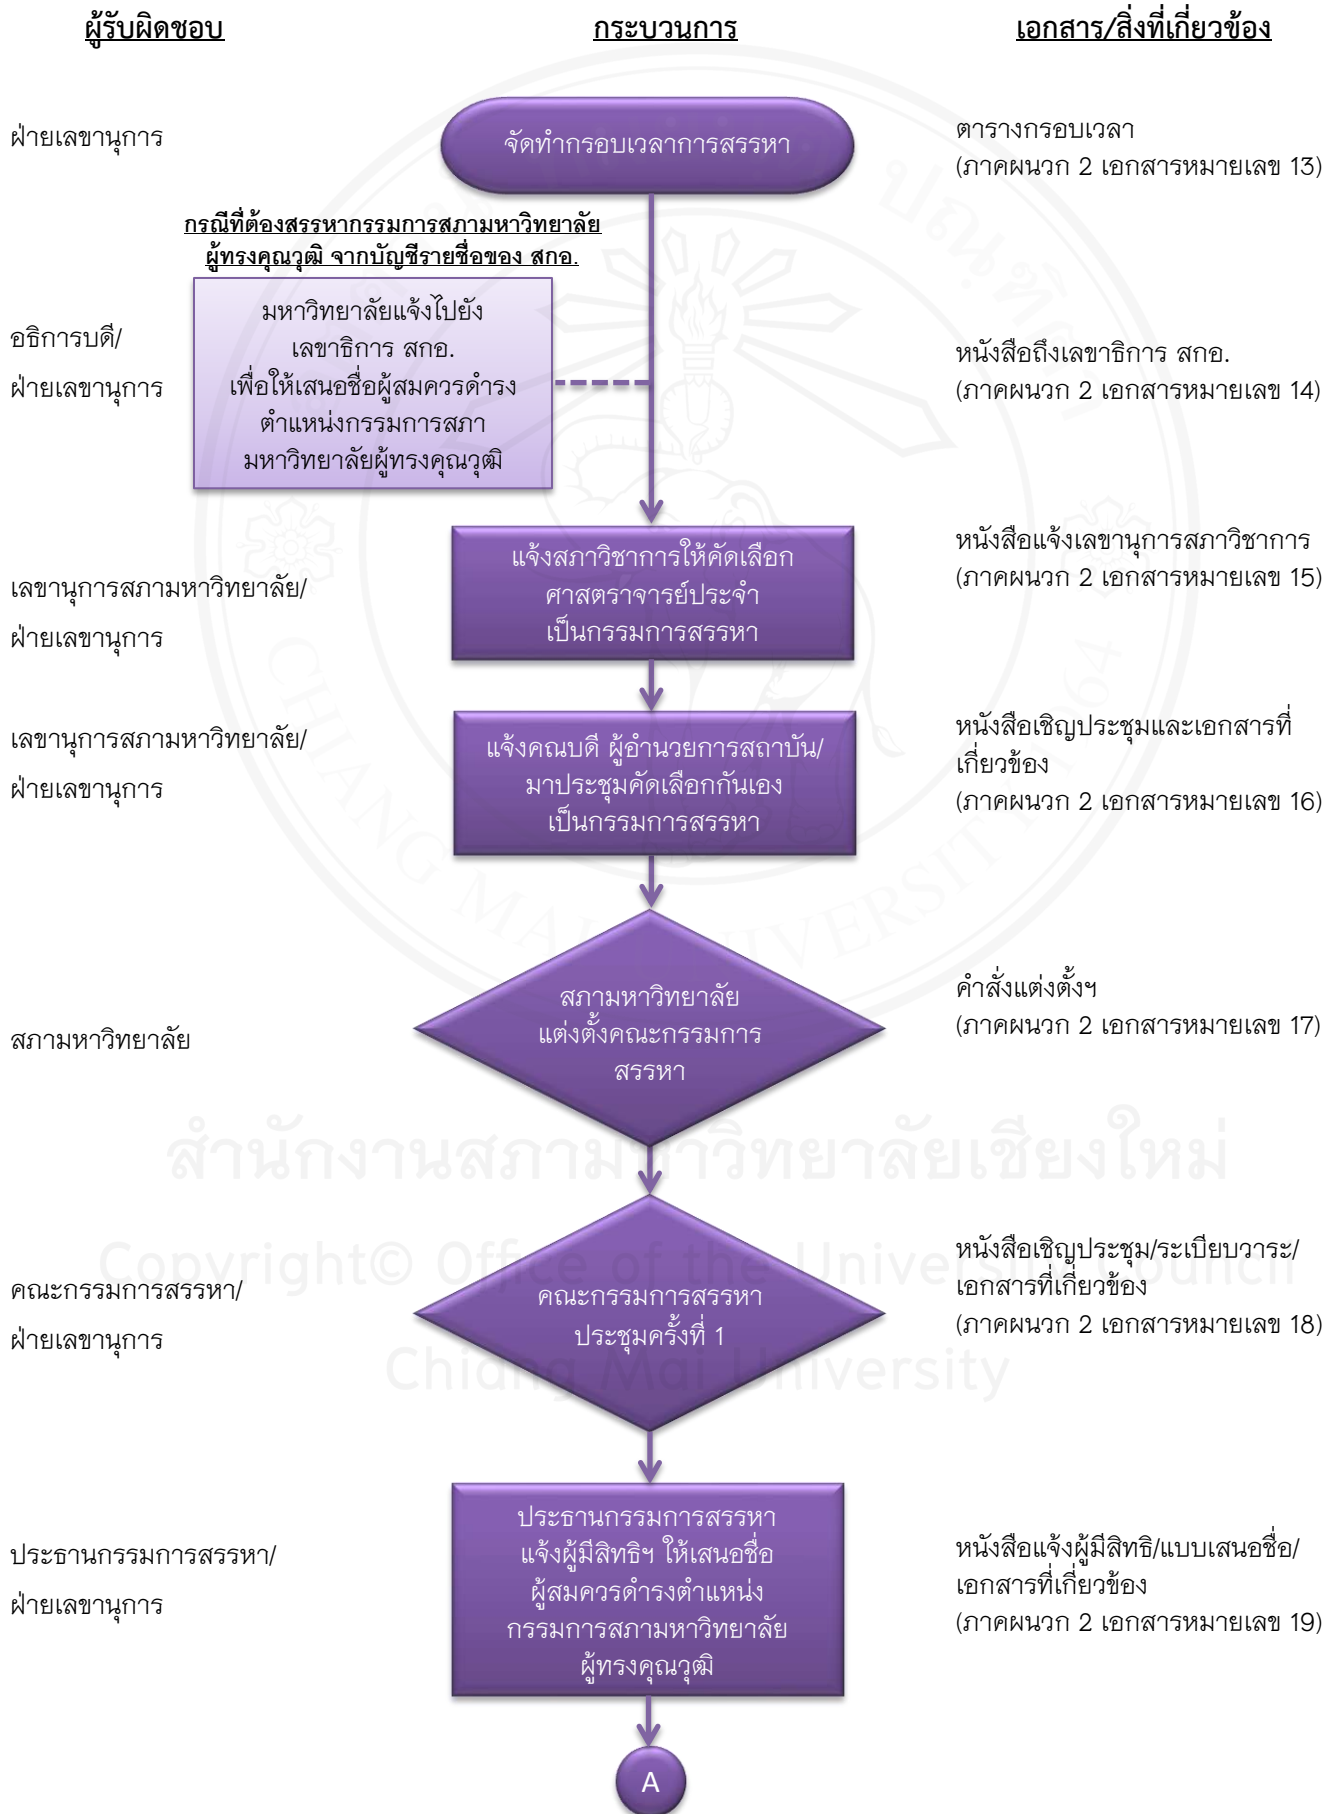 ผู้รับผิดชอบ
กระบวนการ
เอกสาร/สิ่งที่เกี่ยวข้อง
ฝ่ายเลขานุการ
จัดทำกรอบเวลาการสรรหา
ตารางกรอบเวลา
(ภาคผนวก 2 เอกสารหมายเลข 13)
กรณีที่ต้องสรรหากรรมการสภามหาวิทยาลัย
ผู้ทรงคุณวุฒิ จากบัญชีรายชื่อของ สกอ.
อธิการบดี/
ฝ่ายเลขานุการ
มหาวิทยาลัยแจ้งไปยัง
เลขาธิการ สกอ.
เพื่อให้เสนอชื่อผู้สมควรดำรง
ตำแหน่งกรรมการสภา
มหาวิทยาลัยผู้ทรงคุณวุฒิ
หนังสือถึงเลขาธิการ สกอ.
(ภาคผนวก 2 เอกสารหมายเลข 14)
เลขานุการสภามหาวิทยาลัย/
ฝ่ายเลขานุการ
แจ้งสภาวิชาการให้คัดเลือก
ศาสตราจารย์ประจำ
เป็นกรรมการสรรหา
หนังสือแจ้งเลขานุการสภาวิชาการ
(ภาคผนวก 2 เอกสารหมายเลข 15)
เลขานุการสภามหาวิทยาลัย/
ฝ่ายเลขานุการ
แจ้งคณบดี ผู้อำนวยการสถาบัน/
มาประชุมคัดเลือกกันเอง
เป็นกรรมการสรรหา
หนังสือเชิญประชุมและเอกสารที่
เกี่ยวข้อง
(ภาคผนวก 2 เอกสารหมายเลข 16)
สภามหาวิทยาลัย
สภามหาวิทยาลัย
แต่งตั้งคณะกรรมการ
สรรหา
คำสั่งแต่งตั้งฯ
(ภาคผนวก 2 เอกสารหมายเลข 17)
สำนักงานสภามหาวิทยาลัยเชียงใหม่
Copyright© Office of the University Council
Chiang Mai University
คณะกรรมการสรรหา/
ฝ่ายเลขานุการ
คณะกรรมการสรรหา
ประชุมครั้งที่ 1
หนังสือเชิญประชุม/ระเบียบวาระ/
เอกสารที่เกี่ยวข้อง
(ภาคผนวก 2 เอกสารหมายเลข 18)
ประธานกรรมการสรรหา/
ฝ่ายเลขานุการ
ประธานกรรมการสรรหา
แจ้งผู้มีสิทธิฯ ให้เสนอชื่อ
ผู้สมควรดำรงตำแหน่ง
กรรมการสภามหาวิทยาลัย
ผู้ทรงคุณวุฒิ
หนังสือแจ้งผู้มีสิทธิ/แบบเสนอชื่อ/
เอกสารที่เกี่ยวข้อง
(ภาคผนวก 2 เอกสารหมายเลข 19)
A
CHIANG MAI UNIVERSITY 1964